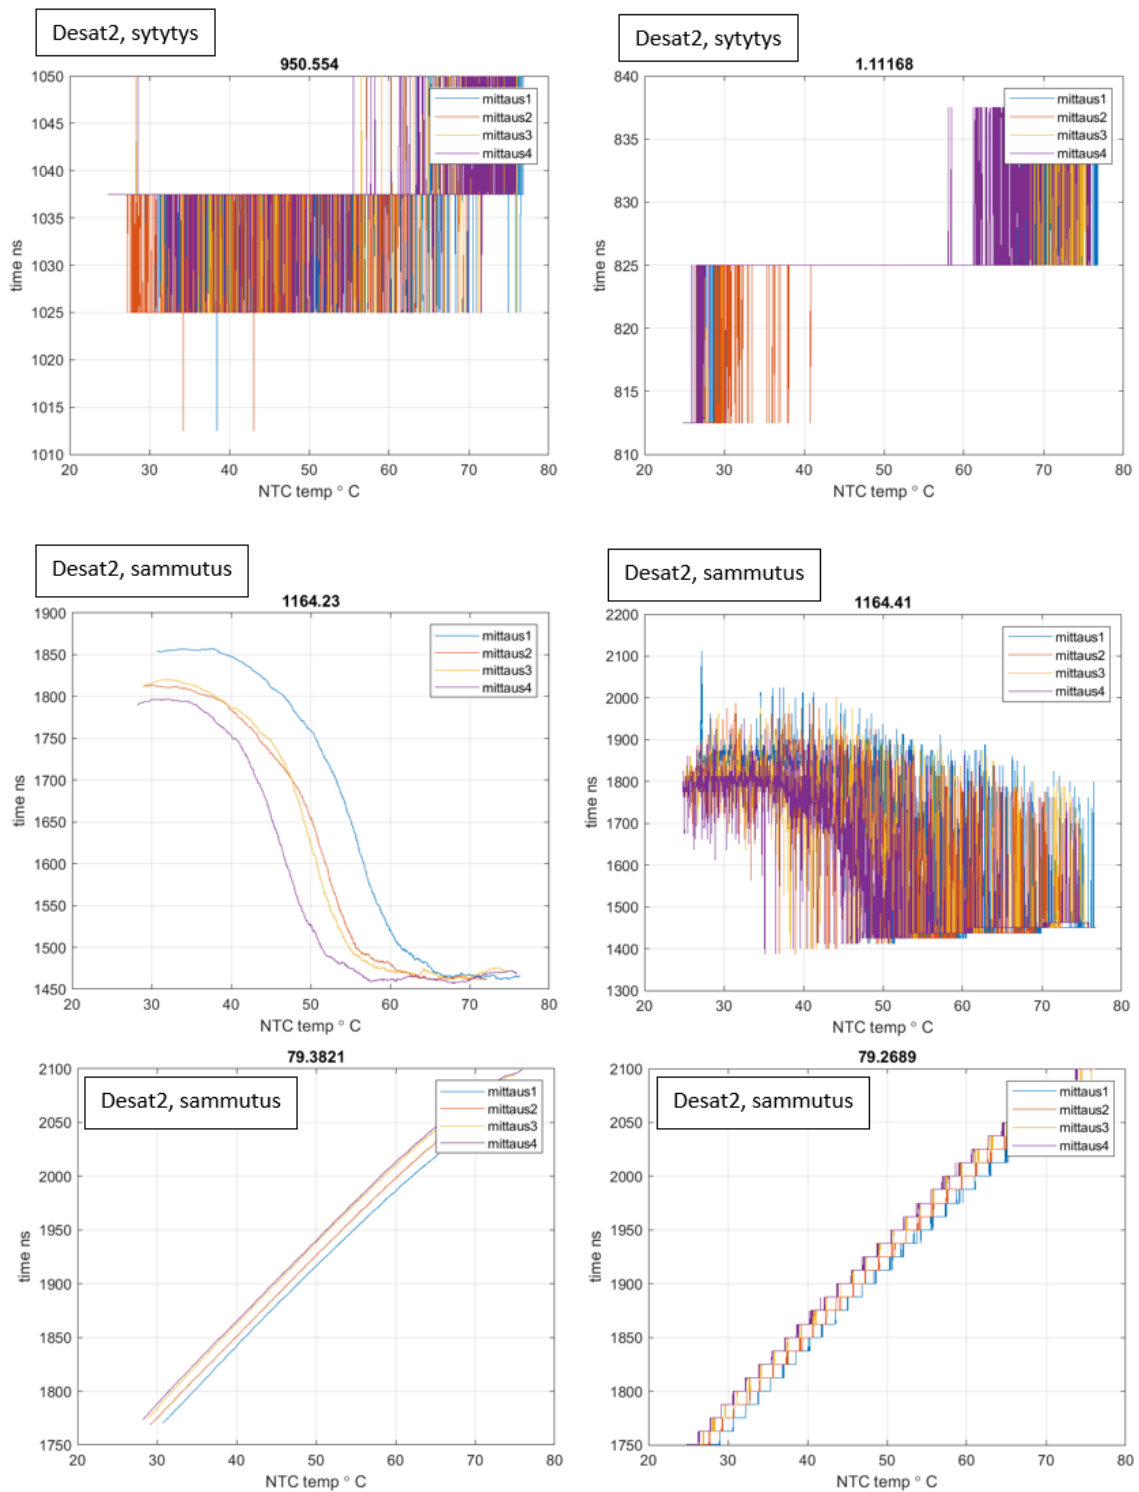 Desat2, sytytys
950.554
1050
1045
1040
1035
1030
1025
1020
1015
1010
time ns
20 30 40 50 60 70 80
NTC temp ° C
mittaus1
mittaus2
mittaus3
mittaus4
Desat2, sytytys
1.11168
840
835
830
825
820
815
810
time ns
20 30 40 50 60 70 80
NTC temp ° C
mittaus1
mittaus2
mittaus3
mittaus4
Desat2, sammutus
1164.23
1900
1850
1800
1750
1700
1650
1600
1550
1500
1450
time ns
20 30 40 50 60 70 80
NTC temp ° C
mittaus1
mittaus2
mittaus3
mittaus4
Desat2, sammutus
1164.41
2200
2100
2000
1900
1800
1700
1600
1500
1400
1300
time ns
20 30 40 50 60 70 80
NTC temp ° C
mittaus1
mittaus2
mittaus3
mittaus4
79.3821
Desat2, sammutus
2100
2050
2000
1950
1900
1850
1800
1750
time ns
20 30 40 50 60 70 80
NTC temp ° C
mittaus1
mittaus2
mittaus3
mittaus4
79.2689
Desat2, sammutus
2100
2050
2000
1950
1900
1850
1800
1750
time ns
20 30 40 50 60 70 80
NTC temp ° C
mittaus1
mittaus2
mittaus3
mittaus4